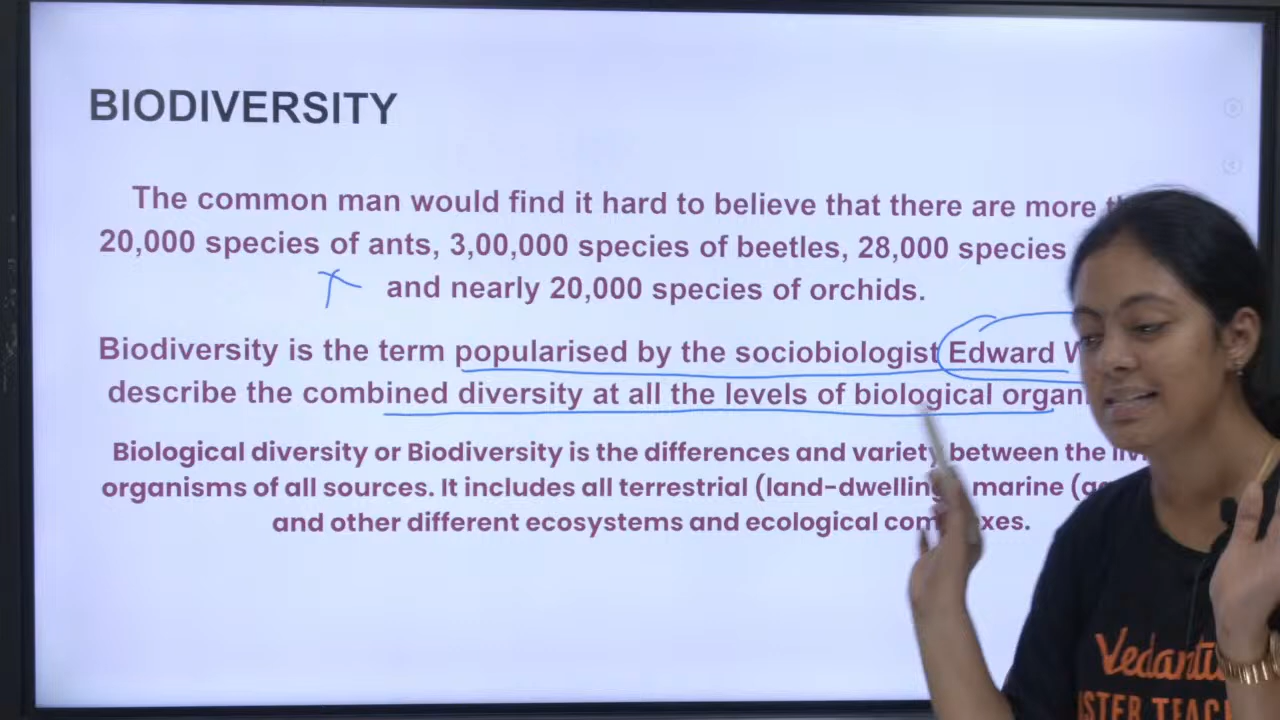 BIODIVERSITY
The common man would find it hard to believe that there are more
20,000 species of ants, 3,00,000 species of beetles, 28,000 species
and nearly 20,000 species of orchids.
Biodiversity is the term popularised by the sociobiologist Edward W
describe the combined diversity at all the levels of biological organi
Biological diversity or Biodiversity is the differences and variety between the
organisms of all sources. It includes all terrestrial (land-dwelling marine
and other different ecosystems and ecological com xes.
Vedantu
STER TEAC